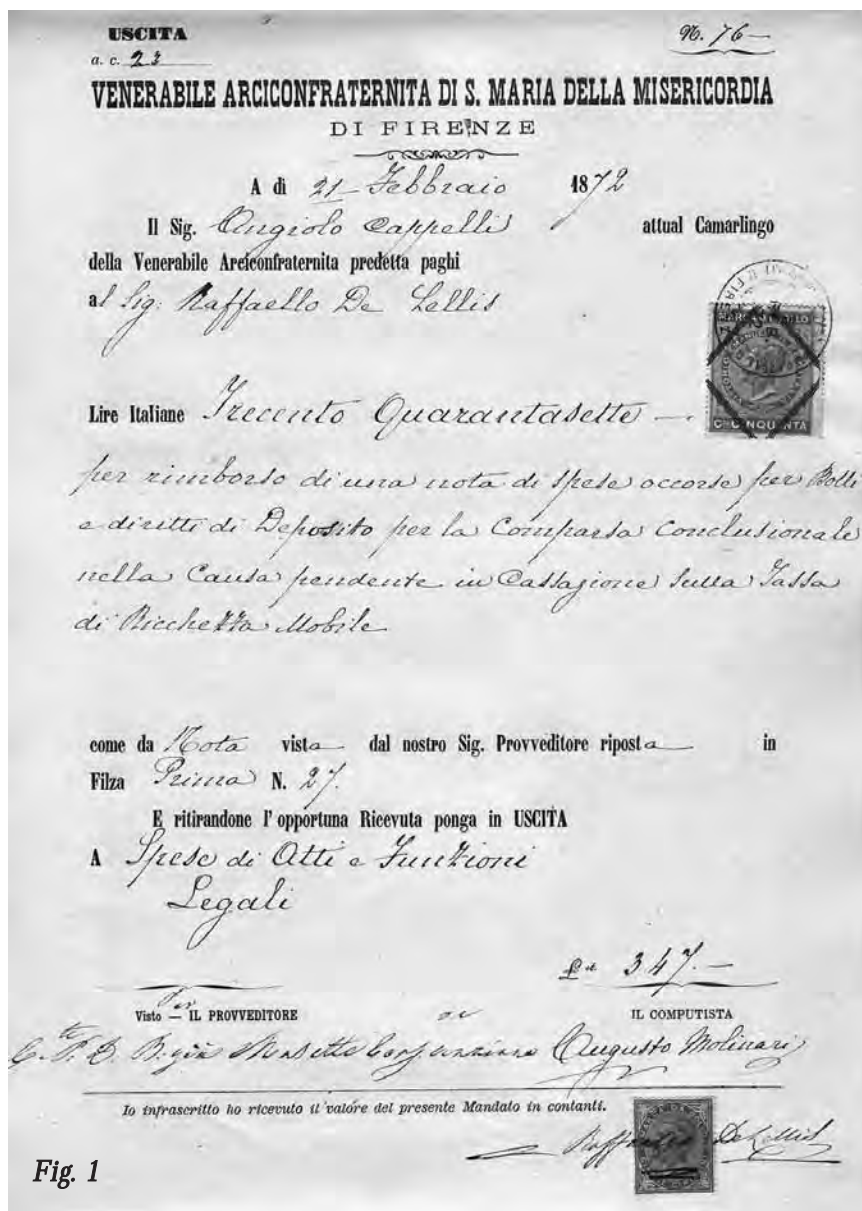 USCITA
N. 76 —
a. c. 23
VENERABILE ARCICONFRATERNITA DI S. MARIA DELLA MISERICORDIA
DI FIRENZE
A dì 21 Febbraio 1872
Il Sig. Angiolo Cappelli attual Camarlingo
della Venerabile Arciconfraternita predetta paghi
al Sig: Raffaello De Lellis
Lire Italiane Trecento Quarantasette —
C.MI CINQUANTA
per rimborso di una nota di spese occorse per Bolli
e diritti di Deposito per la Comparsa Conclusionale
nella Causa pendente in Cassazione sulla Tassa
di Ricchezza Mobile
come da Nota vista dal nostro Sig. Provveditore riposta in
Filza Prima N. 27.
E ritirandone l'opportuna Ricevuta ponga in USCITA
A Spese di Atti e Funzioni
Legali
347. —
Visto — Per IL PROVVEDITORE
IL COMPUTISTA
Augusto Molinari
Io infrascritto ho ricevuto il valore del presente Mandato in contanti.
Raffaello De Lellis
Fig. 1